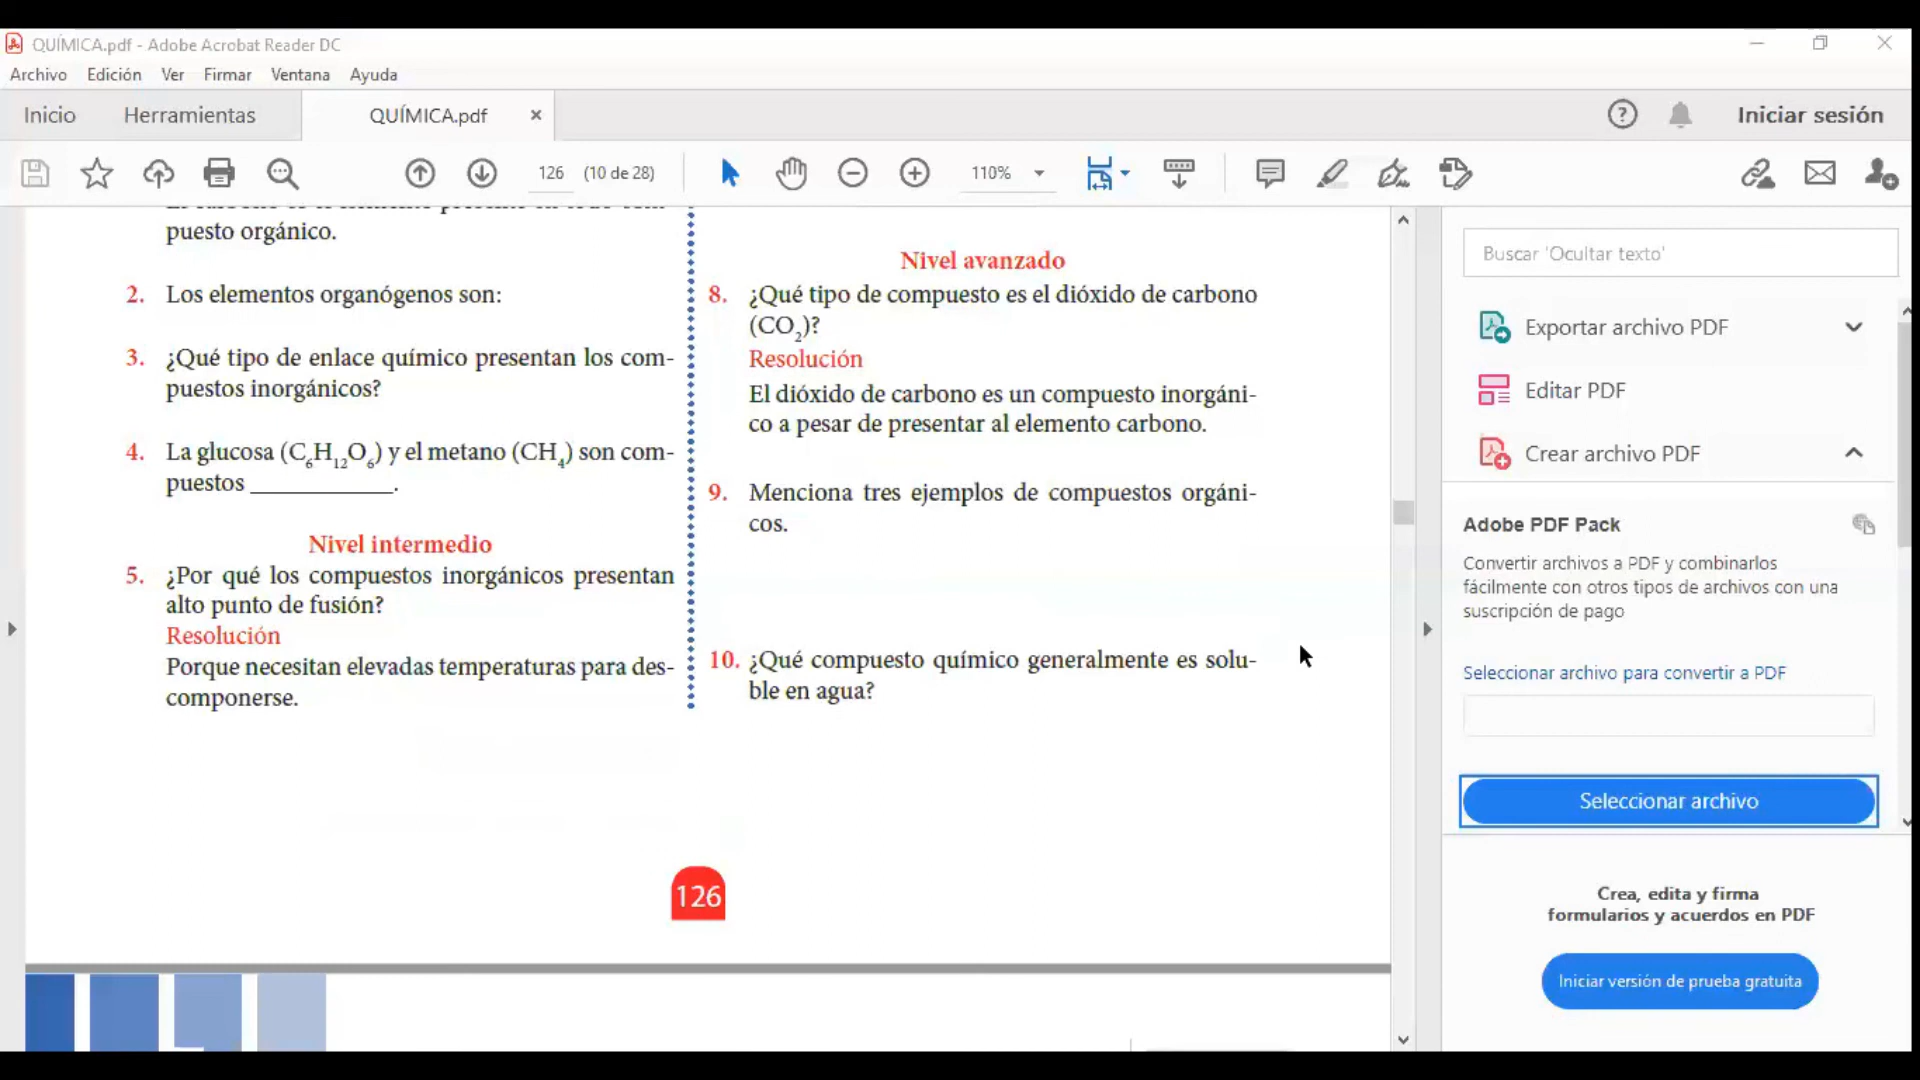 QUÍMICA.pdf - Adobe Acrobat Reader DC
Archivo Edición Ver Firmar Ventana Ayuda
Inicio Herramientas QUÍMICA.pdf × Iniciar sesión
126 (10 de 28) 110%
puesto orgánico.
2. Los elementos organógenos son:
3. ¿Qué tipo de enlace químico presentan los com-
puestos inorgánicos?
4. La glucosa (C6H12O6) y el metano (CH4) son com-
puestos ____________.
Nivel intermedio
5. ¿Por qué los compuestos inorgánicos presentan
alto punto de fusión?
Resolución
Porque necesitan elevadas temperaturas para des-
componerse.
Nivel avanzado
8. ¿Qué tipo de compuesto es el dióxido de carbono
(CO2)?
Resolución
El dióxido de carbono es un compuesto inorgáni-
co a pesar de presentar al elemento carbono.
9. Menciona tres ejemplos de compuestos orgáni-
cos.
10. ¿Qué compuesto químico generalmente es solu-
ble en agua?
126
Buscar 'Ocultar texto'
Exportar archivo PDF
Editar PDF
Crear archivo PDF
Adobe PDF Pack
Convertir archivos a PDF y combinarlos
fácilmente con otros tipos de archivos con una
suscripción de pago
Seleccionar archivo para convertir a PDF
Seleccionar archivo
Crea, edita y firma
formularios y acuerdos en PDF
Iniciar versión de prueba gratuita